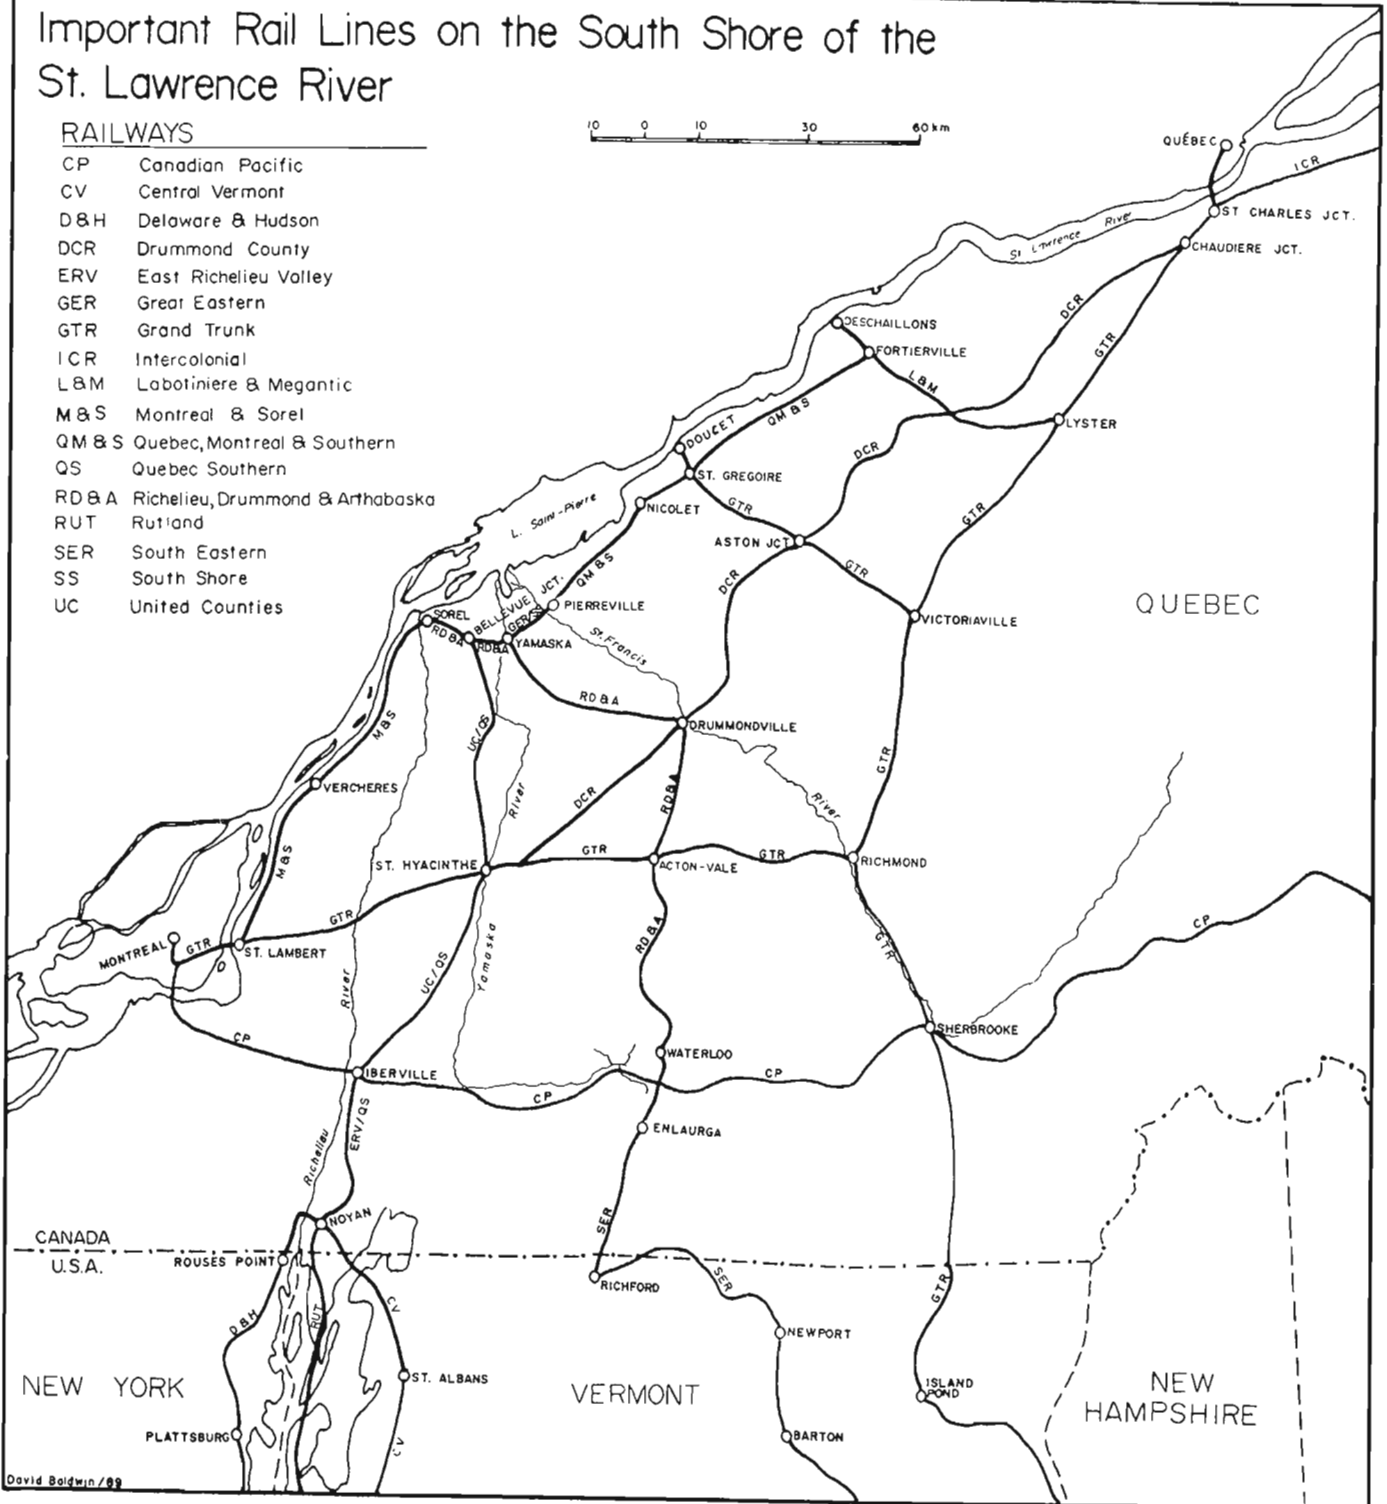 Important Rail Lines on the South Shore of the
St. Lawrence River
RAILWAYS
CP Canadian Pacific
CV Central Vermont
D&H Delaware & Hudson
DCR Drummond County
ERV East Richelieu Valley
GER Great Eastern
GTR Grand Trunk
ICR Intercolonial
L&M Lobotiniere & Megantic
M&S Montreal & Sorel
QM&S Quebec, Montreal & Southern
QS Quebec Southern
RD&A Richelieu, Drummond & Arthabaska
RUT Rutland
SER South Eastern
SS South Shore
UC United Counties
10 0 10 30 60 km
QUÉBEC
ICR
ST CHARLES JCT.
St. Lawrence River
CHAUDIERE JCT.
DCR
GTR
DESCHAILLONS
FORTIERVILLE
L&M
QM&S
LYSTER
DOUCET
DCR
ST. GREGOIRE
L. Saint-Pierre
NICOLET
GTR
GTR
ASTON JCT
QM&S
DCR
GTR
QUEBEC
SOREL
BELLEVUE JCT.
PIERREVILLE
GER/SS
VICTORIAVILLE
RD&A
RD&A
YAMASKA
St. Francis
RD&A
M&S
UC/QS
DRUMMONDVILLE
GTR
VERCHERES
River
DCR
RD&A
River
M&S
ST. HYACINTHE
GTR
ACTON-VALE
GTR
RICHMOND
GTR
CP
MONTREAL
GTR
ST. LAMBERT
RD&A
GTR
River
UC/QS
Yamaska
SHERBROOKE
CP
WATERLOO
IBERVILLE
CP
CP
ERV/QS
ENLAURGA
Richelieu
NOYAN
SER
CANADA
U.S.A.
ROUSES POINT
RICHFORD
SER
GTR
D&H
RUT
CV
NEWPORT
ST. ALBANS
NEW YORK
VERMONT
ISLAND
POND
NEW
HAMPSHIRE
PLATTSBURG
CV
BARTON
David Baldwin/89